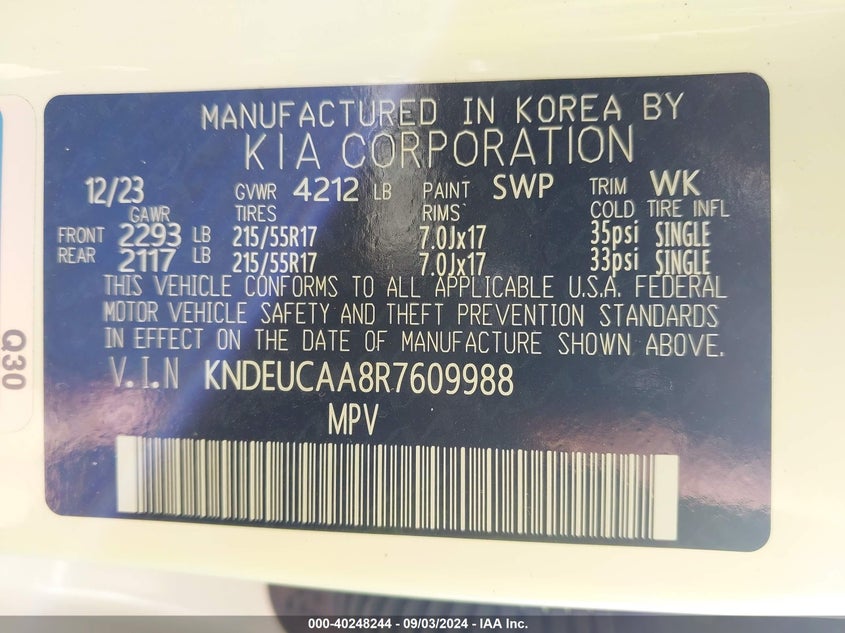 MANUFACTURED IN KOREA BY
KIA CORPORATION
12/23 GVWR 4212 LB PAINT SWP TRIM WK
GAWR TIRES RIMS COLD TIRE INFL
FRONT 2293 LB 215/55R17 7.0Jx17 35psi SINGLE
REAR 2117 LB 215/55R17 7.0Jx17 33psi SINGLE
THIS VEHICLE CONFORMS TO ALL APPLICABLE U.S.A. FEDERAL
MOTOR VEHICLE SAFETY AND THEFT PREVENTION STANDARDS
IN EFFECT ON THE DATE OF MANUFACTURE SHOWN ABOVE.
V.I.N KNDEUCAA8R7609988
MPV
Q30
000-40248244 - 09/03/2024 - IAA Inc.